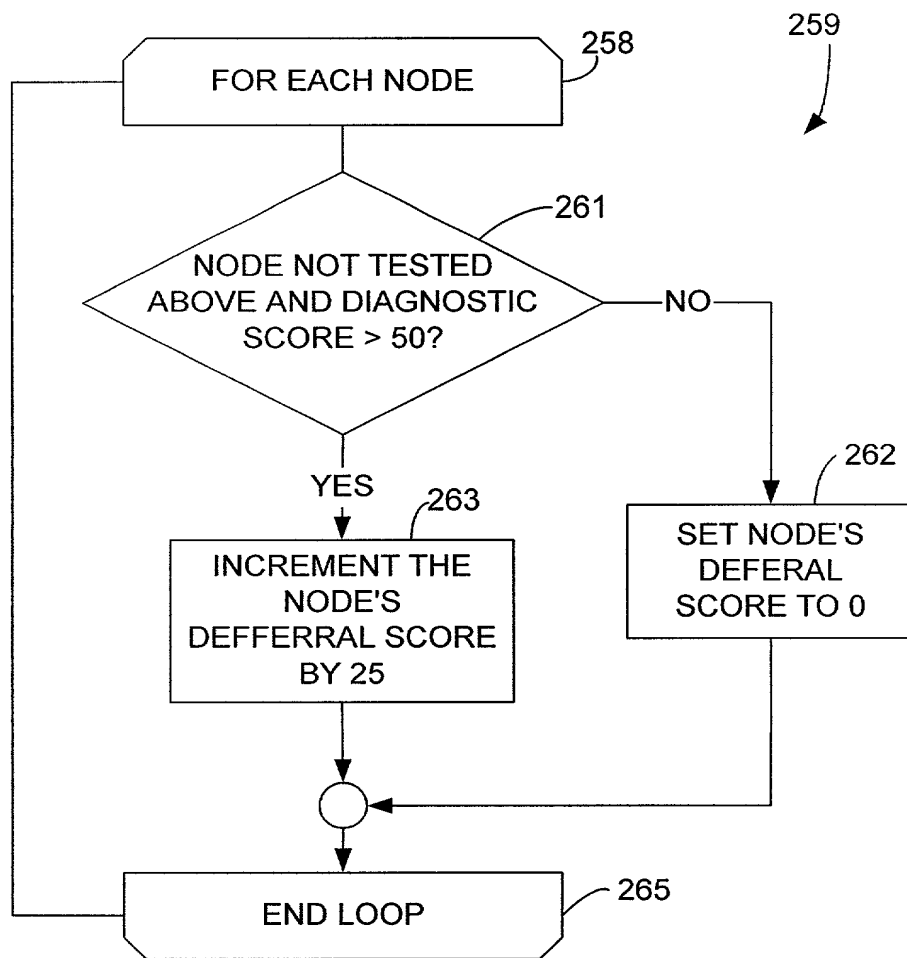 258
259
FOR EACH NODE
261
NODE NOT TESTED
ABOVE AND DIAGNOSTIC
SCORE > 50?
NO
YES
262
263
SET NODE'S
DEFERAL
SCORE TO 0
INCREMENT THE
NODE'S
DEFFERRAL SCORE
BY 25
END LOOP
265